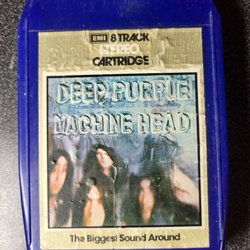 EMI 8 TRACK
STEREO
CARTRIDGE
DEEP PURPLE
MACHINE HEAD
The Biggest Sound Around